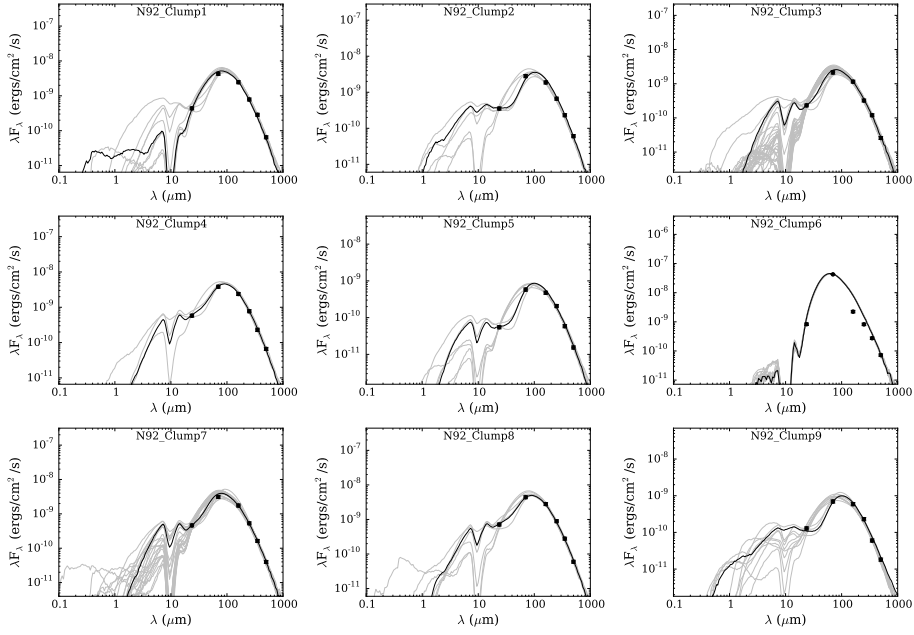 N92_Clump1 N92_Clump2 N92_Clump3
10⁻⁷ 10⁻⁷ 10⁻⁷
10⁻⁸ 10⁻⁸ 10⁻⁸
10⁻⁹ 10⁻⁹ 10⁻⁹
10⁻¹⁰ 10⁻¹⁰ 10⁻¹⁰
10⁻¹¹ 10⁻¹¹ 10⁻¹¹
λF_λ (ergs/cm² /s) λF_λ (ergs/cm² /s) λF_λ (ergs/cm² /s)
0.1 1 10 100 1000 0.1 1 10 100 1000 0.1 1 10 100 1000
λ (μm) λ (μm) λ (μm)
N92_Clump4 N92_Clump5 N92_Clump6
10⁻⁷ 10⁻⁷ 10⁻⁶
10⁻⁸ 10⁻⁸ 10⁻⁷
10⁻⁹ 10⁻⁹ 10⁻⁸
10⁻¹⁰ 10⁻¹⁰ 10⁻⁹
10⁻¹¹ 10⁻¹¹ 10⁻¹⁰
10⁻¹¹
λF_λ (ergs/cm² /s) λF_λ (ergs/cm² /s) λF_λ (ergs/cm² /s)
0.1 1 10 100 1000 0.1 1 10 100 1000 0.1 1 10 100 1000
λ (μm) λ (μm) λ (μm)
N92_Clump7 N92_Clump8 N92_Clump9
10⁻⁷ 10⁻⁷ 10⁻⁸
10⁻⁸ 10⁻⁸ 10⁻⁹
10⁻⁹ 10⁻⁹ 10⁻¹⁰
10⁻¹⁰ 10⁻¹⁰ 10⁻¹¹
10⁻¹¹ 10⁻¹¹
λF_λ (ergs/cm² /s) λF_λ (ergs/cm² /s) λF_λ (ergs/cm² /s)
0.1 1 10 100 1000 0.1 1 10 100 1000 0.1 1 10 100 1000
λ (μm) λ (μm) λ (μm)